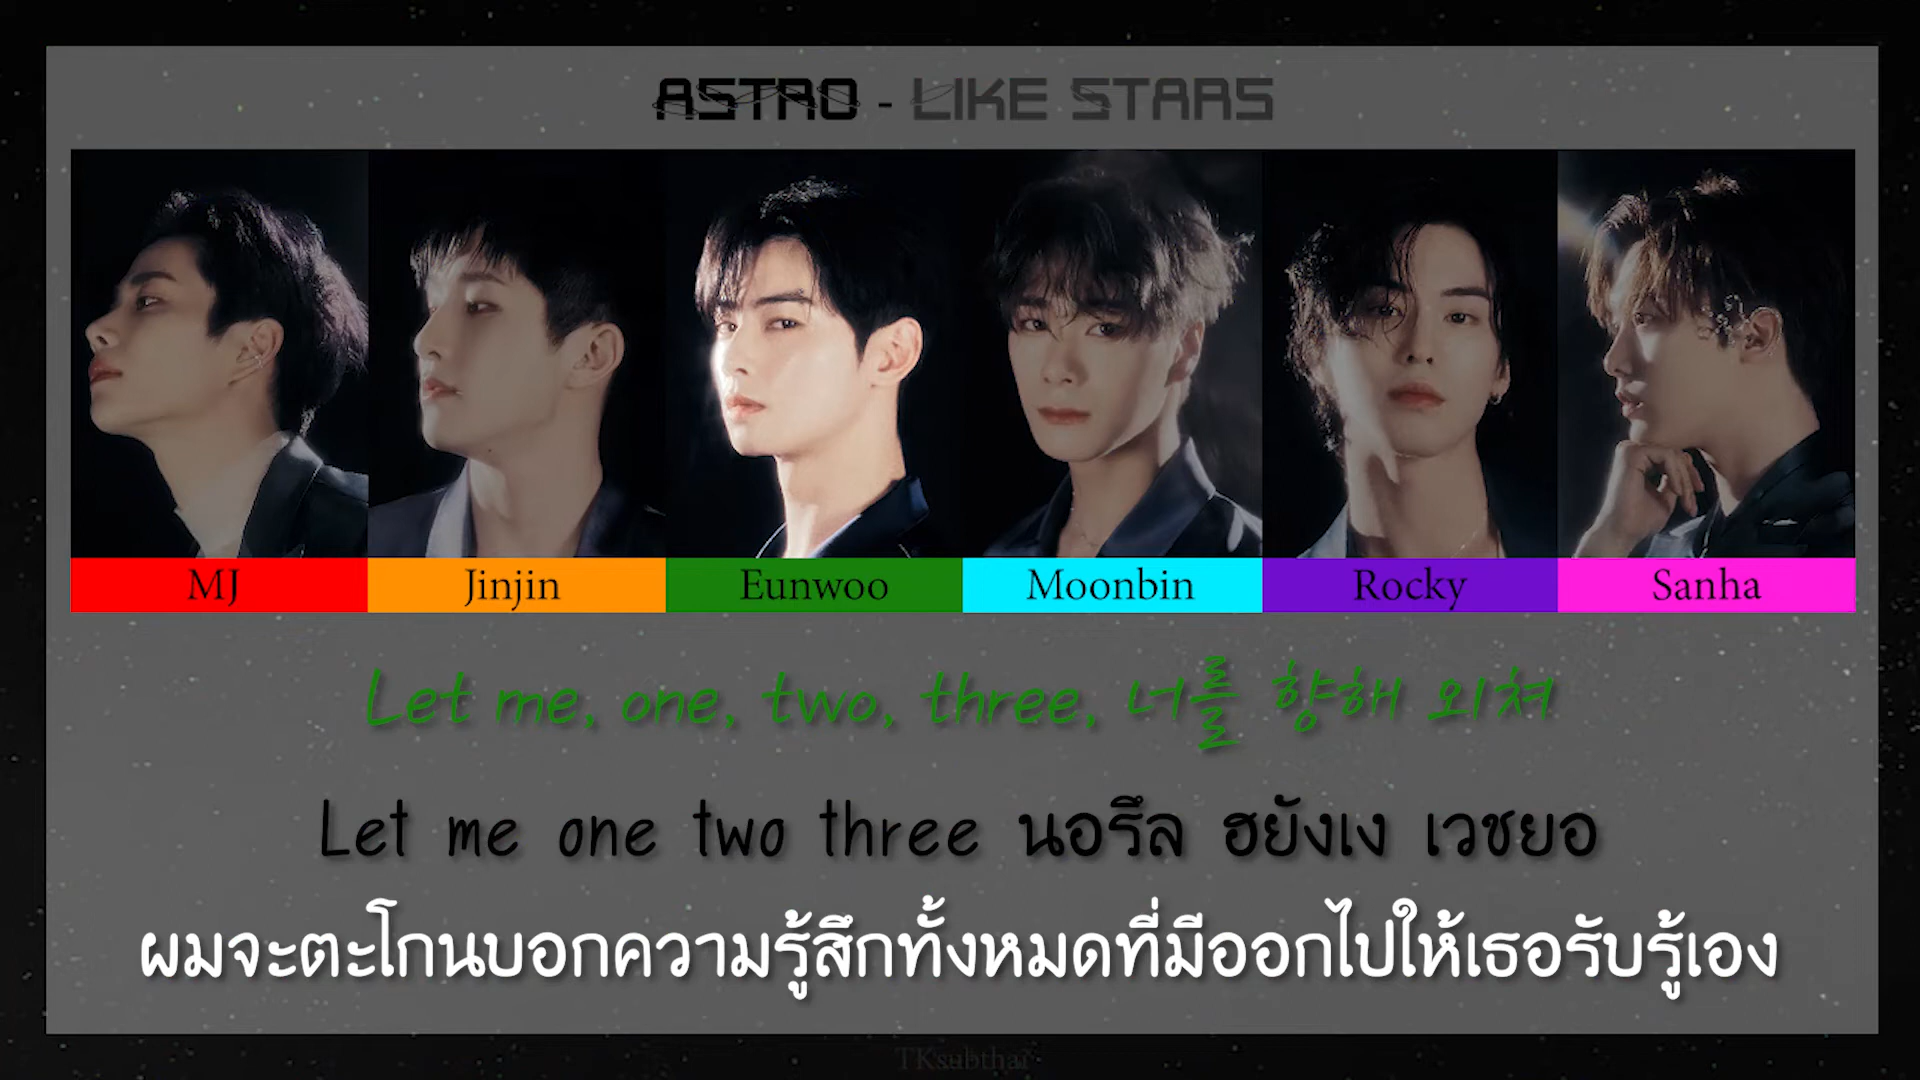 ASTRO - LIKE STARS
MJ Jinjin Eunwoo Moonbin Rocky Sanha
Let me, one, two, three, 너를 향해 외쳐
Let me one two three นอรึล ฮยังเง เวชยอ
ผมจะตะโกนบอกความรู้สึกทั้งหมดที่มีออกไปให้เธอรับรู้เอง
TKsubthai